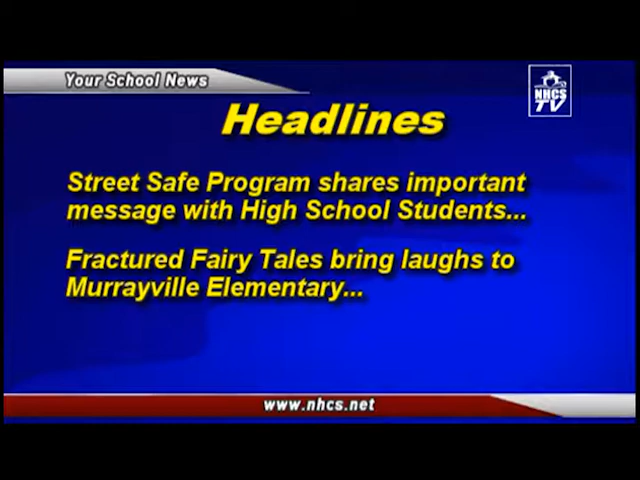 Your School News
NHCS
TV
Headlines
Street Safe Program shares important
message with High School Students...
Fractured Fairy Tales bring laughs to
Murrayville Elementary...
www.nhcs.net